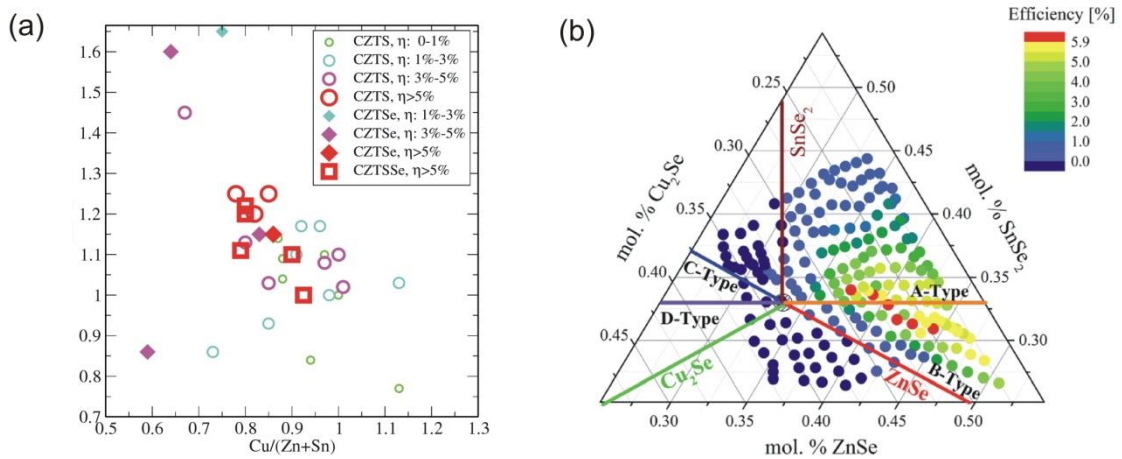 (a)
1.6
1.5
1.4
1.3
1.2
1.1
1
0.9
0.8
0.7
0.5 0.6 0.7 0.8 0.9 1 1.1 1.2 1.3
Cu/(Zn+Sn)
CZTS, η: 0-1%
CZTS, η: 1%-3%
CZTS, η: 3%-5%
CZTS, η>5%
CZTSe, η: 1%-3%
CZTSe, η: 3%-5%
CZTSe, η>5%
CZTSSe, η>5%
(b)
Efficiency [%]
5.9
5.0
4.0
3.0
2.0
1.0
0.0
0.25
0.30
0.35
0.40
0.45
mol. % Cu2Se
0.50
0.45
0.40
0.35
0.30
mol. % SnSe2
SnSe2
C-Type
D-Type
Cu2Se
A-Type
B-Type
ZnSe
0.30 0.35 0.40 0.45 0.50
mol. % ZnSe